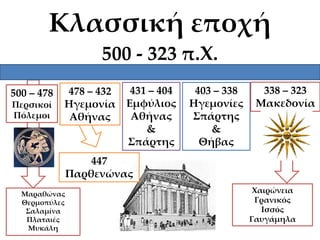 Κλασσική εποχή
500 - 323 π.Χ.
500 – 478
Περσικοί
Πόλεμοι
478 – 432
Ηγεμονία
Αθήνας
431 – 404
Εμφύλιος
Αθήνας
&
Σπάρτης
403 – 338
Ηγεμονίες
Σπάρτης
&
Θήβας
338 – 323
Μακεδονία
447
Παρθενώνας
Μαραθώνας
Θερμοπύλες
Σαλαμίνα
Πλαταιές
Μυκάλη
Χαιρώνεια
Γρανικός
Ισσός
Γαυγάμηλα